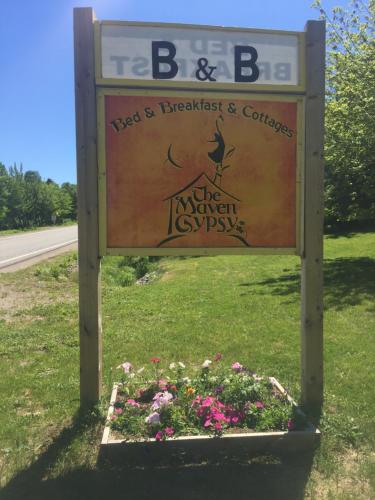 B & B
Bed & Breakfast & Cottages
The
Maven
Gypsy